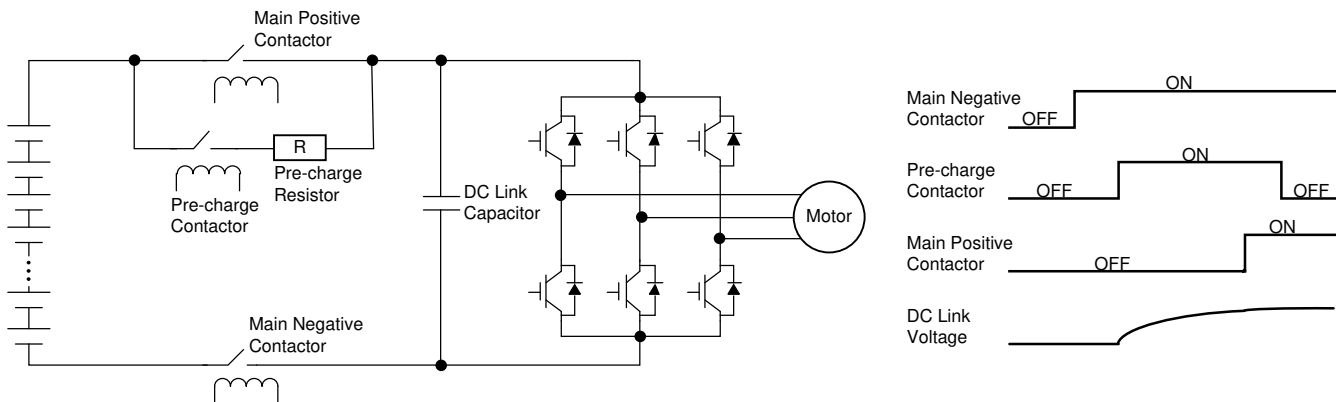 Main Positive
Contactor
R
Pre-charge
Resistor
Pre-charge
Contactor
DC Link
Capacitor
Motor
Main Negative
Contactor
Main Negative
Contactor
OFF
ON
Pre-charge
Contactor
OFF
ON
OFF
Main Positive
Contactor
OFF
ON
DC Link
Voltage